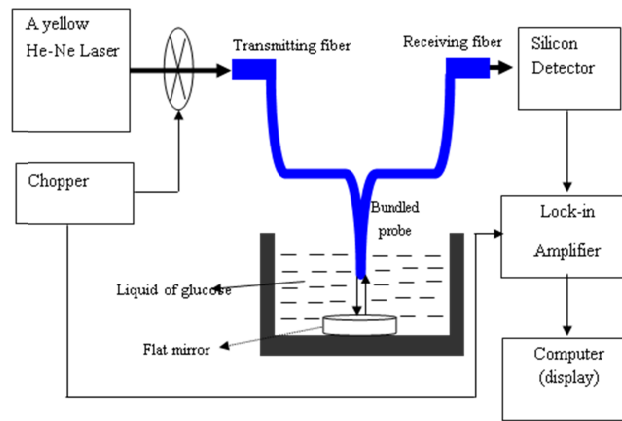 A yellow
He-Ne Laser
Transmitting fiber
Receiving fiber
Silicon
Detector
Chopper
Bundled
probe
Lock-in
Amplifier
Liquid of glucose
Flat mirror
Computer
(display)